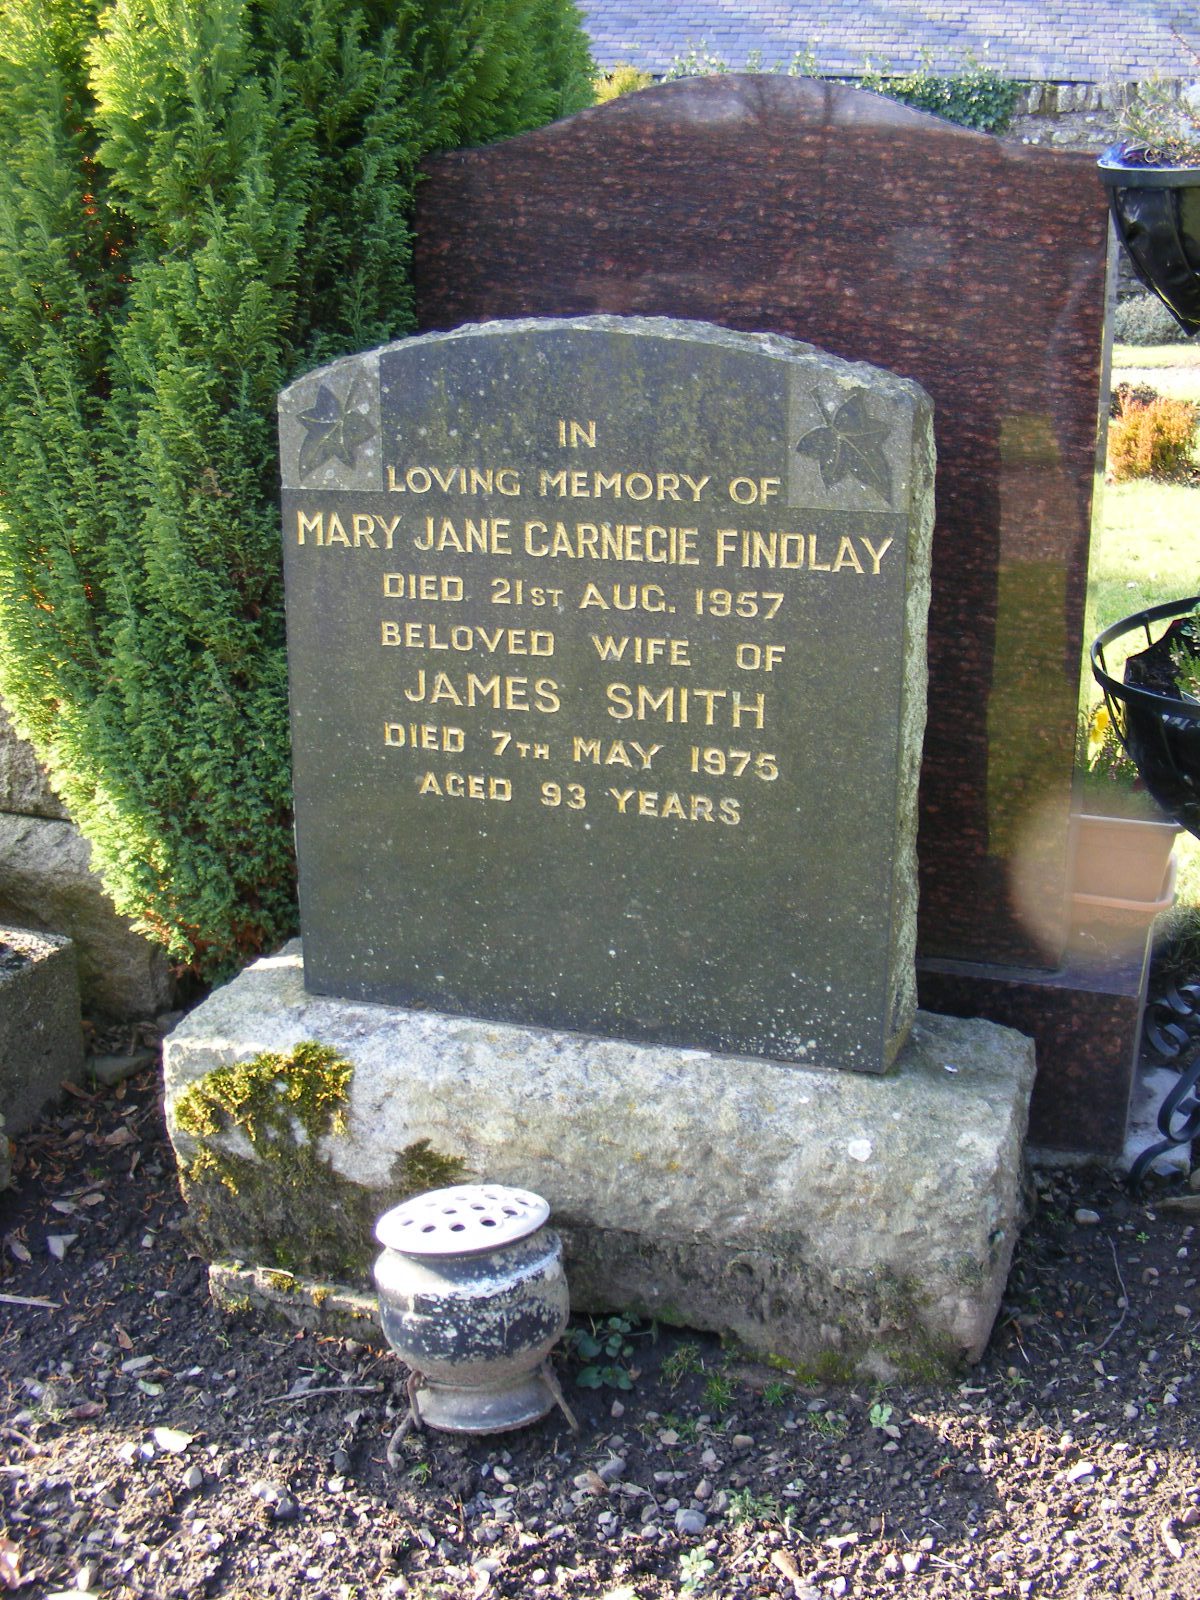 IN
LOVING MEMORY OF
MARY JANE CARNEGIE FINDLAY
DIED 21ST AUG. 1957
BELOVED WIFE OF
JAMES SMITH
DIED 7TH MAY 1975
AGED 93 YEARS